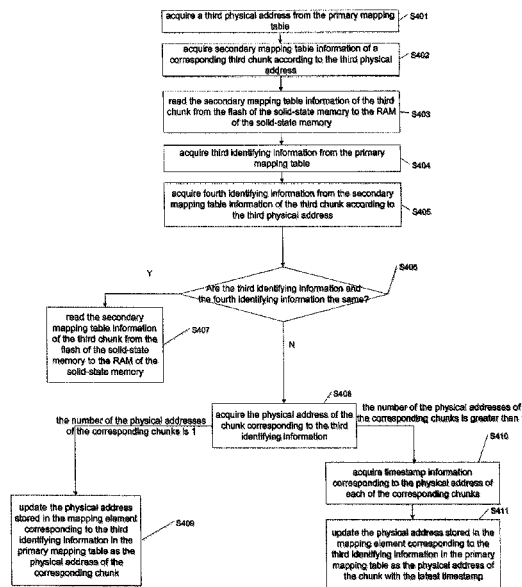 acquire a third physical address from the primary mapping
table
S401
acquire secondary mapping table information of a
corresponding third chunk according to the third physical
address
S402
read the secondary mapping table information of the third
chunk from the flash of the solid-state memory to the RAM
of the solid-state memory
S403
acquire third identifying information from the primary
mapping table
S404
acquire fourth identifying information from the secondary
mapping table information of the third chunk according to
the third physical address
S405
Are the third identifying information and
the fourth identifying information the same?
S405
Y
read the secondary
mapping table information
of the third chunk from the
flash of the solid-state
memory to the RAM of the
solid-state memory
S407
N
S408
acquire the physical address of the
chunk corresponding to the third
identifying information
the number of the physical addresses
of the corresponding chunks is 1
the number of the physical addresses of
the corresponding chunks is greater than 1
update the physical address
stored in the mapping element
corresponding to the third
identifying information in the
primary mapping table as the
physical address of the
corresponding chunk
S409
S410
acquire timestamp information
corresponding to the physical address of
each of the corresponding chunks
S411
update the physical address stored in the
mapping element corresponding to the
third identifying information in the primary
mapping table as the physical address of
the chunk with the latest timestamp